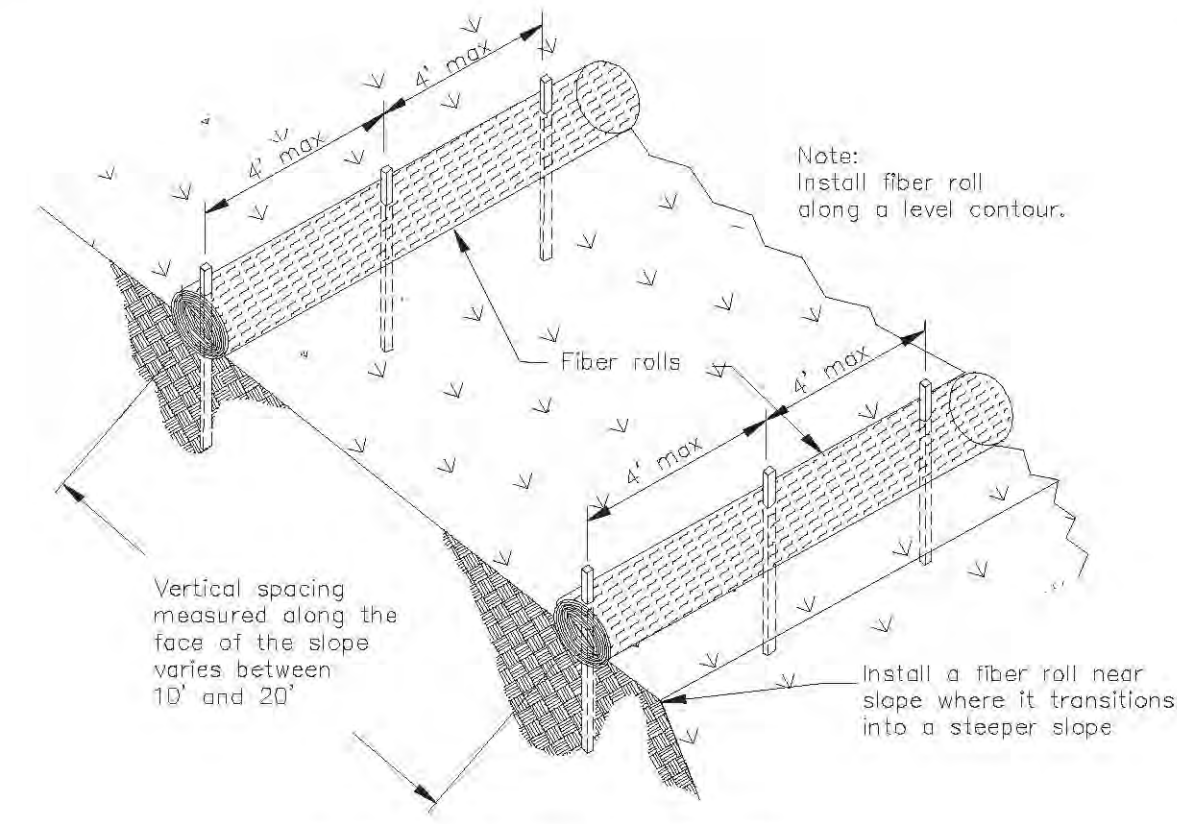 4' max
4' max
Note:
Install fiber roll
along a level contour.
Fiber rolls
4' max
4' max
Vertical spacing
measured along the
face of the slope
varies between
10' and 20'
Install a fiber roll near
slope where it transitions
into a steeper slope